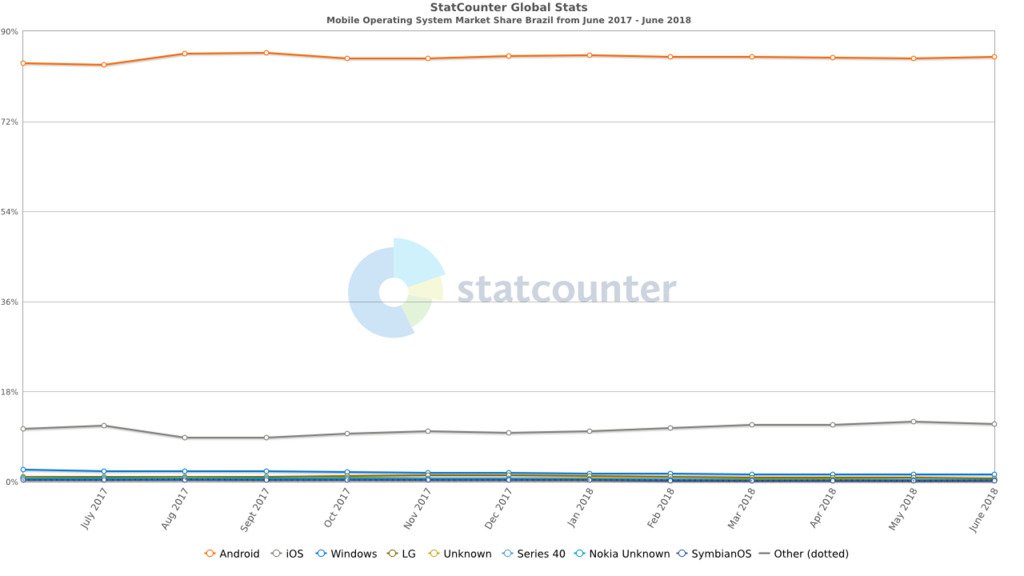 StatCounter Global Stats
Mobile Operating System Market Share Brazil from June 2017 - June 2018
90%
72%
54%
36%
18%
0%
statcounter
July 2017
Aug 2017
Sept 2017
Oct 2017
Nov 2017
Dec 2017
Jan 2018
Feb 2018
Mar 2018
Apr 2018
May 2018
June 2018
Android iOS Windows LG Unknown Series 40 Nokia Unknown SymbianOS Other (dotted)